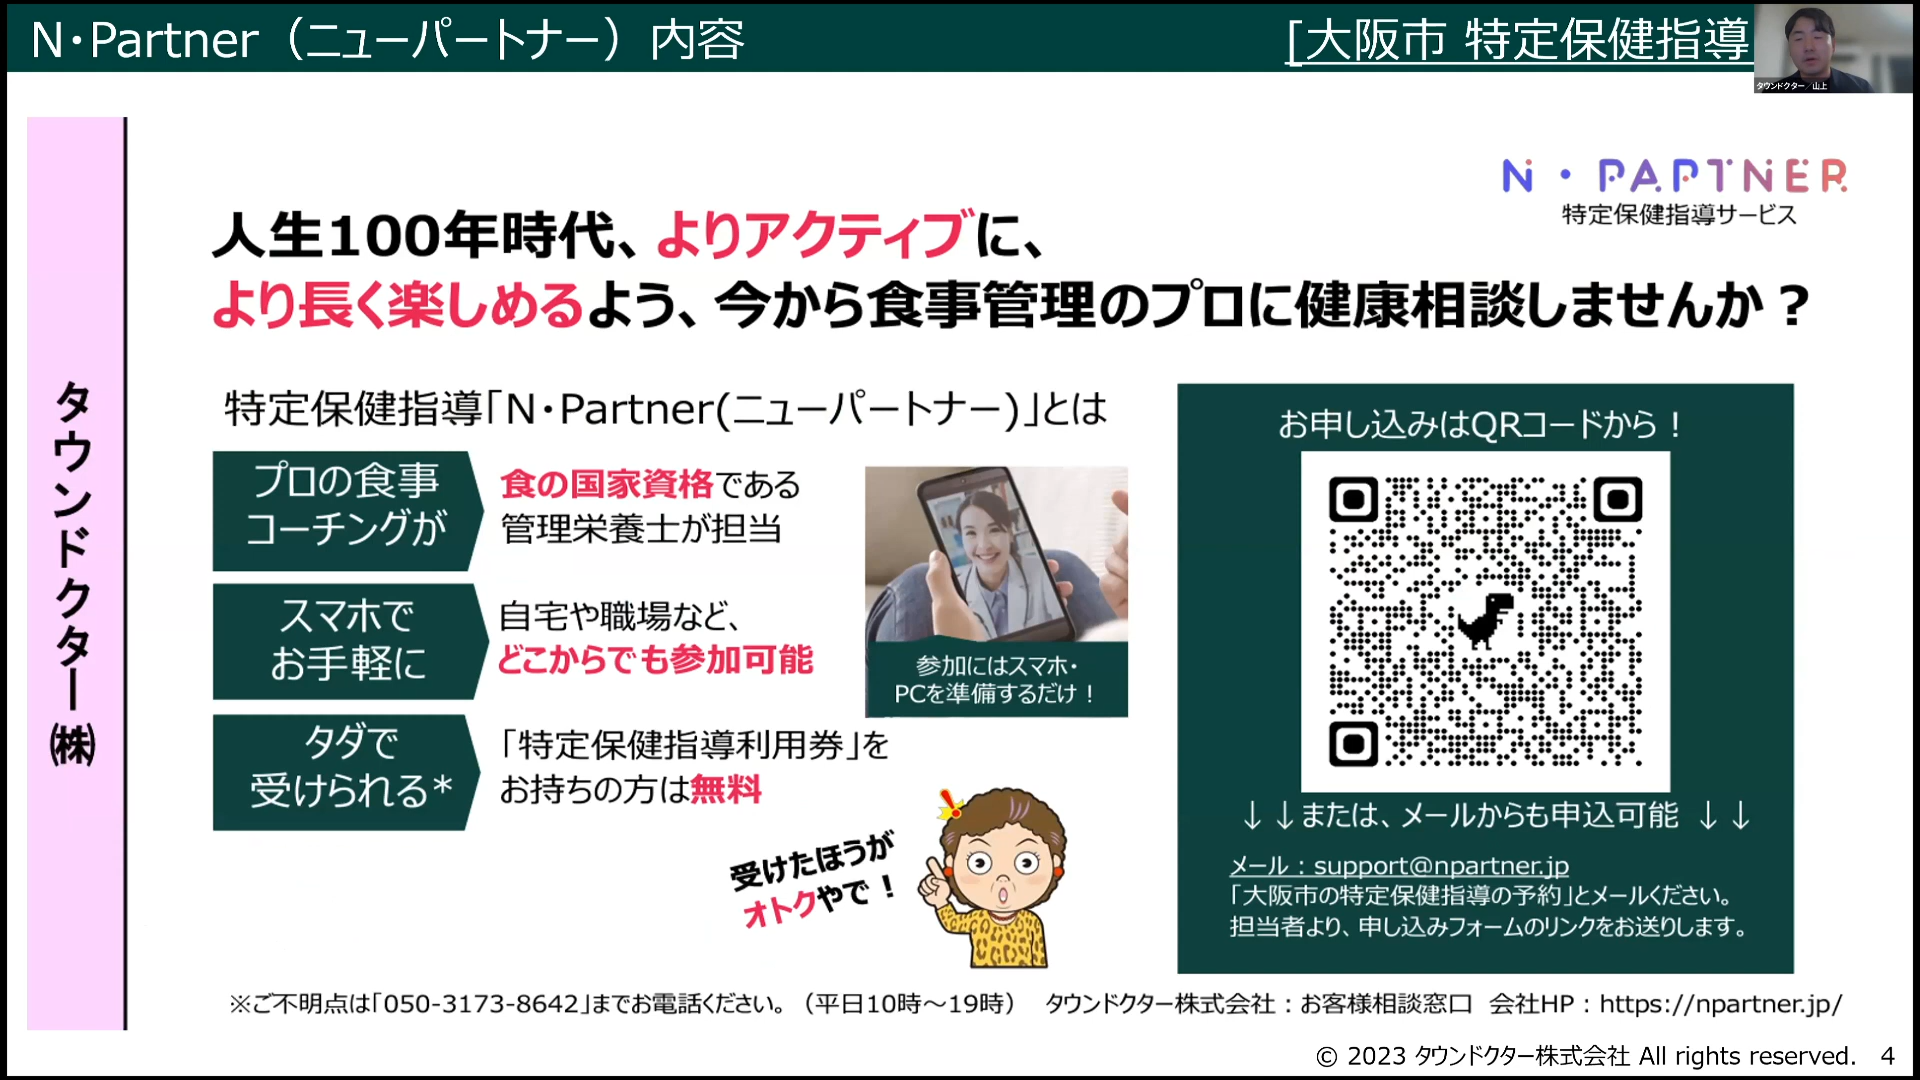 N・Partner（ニューパートナー）内容
[大阪市 特定保健指導
タウンドクター／山上
タウンドクター㈱
N・PARTNER
特定保健指導サービス
人生100年時代、よりアクティブに、
より長く楽しめるよう、今から食事管理のプロに健康相談しませんか？
特定保健指導「N・Partner(ニューパートナー)」とは
プロの食事
コーチングが
食の国家資格である
管理栄養士が担当
スマホで
お手軽に
自宅や職場など、
どこからでも参加可能
タダで
受けられる*
「特定保健指導利用券」を
お持ちの方は無料
参加にはスマホ・
PCを準備するだけ！
受けたほうが
オトクやで！
お申し込みはQRコードから！
↓↓または、メールからも申込可能 ↓↓
メール：support@npartner.jp
「大阪市の特定保健指導の予約」とメールください。
担当者より、申し込みフォームのリンクをお送りします。
※ご不明点は「050-3173-8642」までお電話ください。（平日10時～19時） タウンドクター株式会社：お客様相談窓口 会社HP：https://npartner.jp/
© 2023 タウンドクター株式会社 All rights reserved. 4